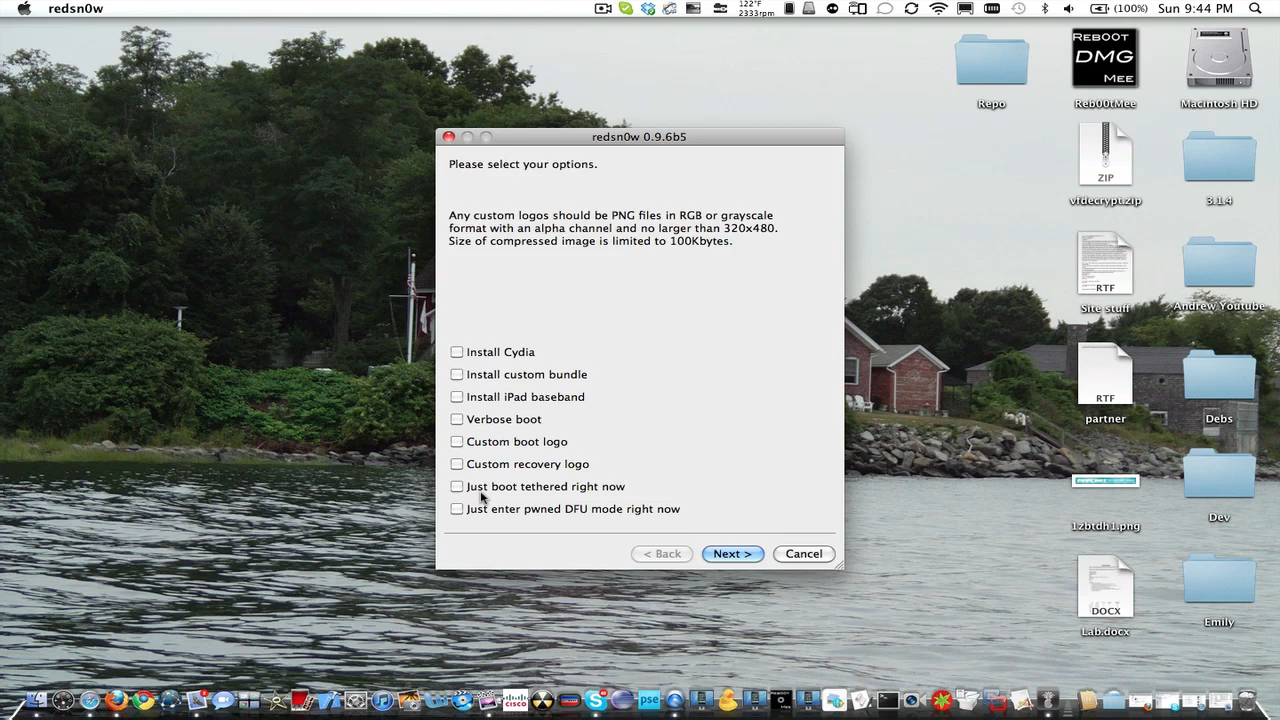 redsn0w
122°F
2333rpm
(100%)
Sun 9:44 PM
REBOOT
DMG
MEE
Repo
Reb00tMee
Macintosh HD
redsn0w 0.9.6b5
Please select your options.
Any custom logos should be PNG files in RGB or grayscale
format with an alpha channel and no larger than 320x480.
Size of compressed image is limited to 100Kbytes.
Install Cydia
Install custom bundle
Install iPad baseband
Verbose boot
Custom boot logo
Custom recovery logo
Just boot tethered right now
Just enter pwned DFU mode right now
< Back
Next >
Cancel
ZIP
vfdecrypt.zip
3.1.4
RTF
Site stuff
Andrew Youtube
RTF
partner
Debs
1zbtdh1.png
Dev
DOCX
Lab.docx
Emily
CISCO
pse